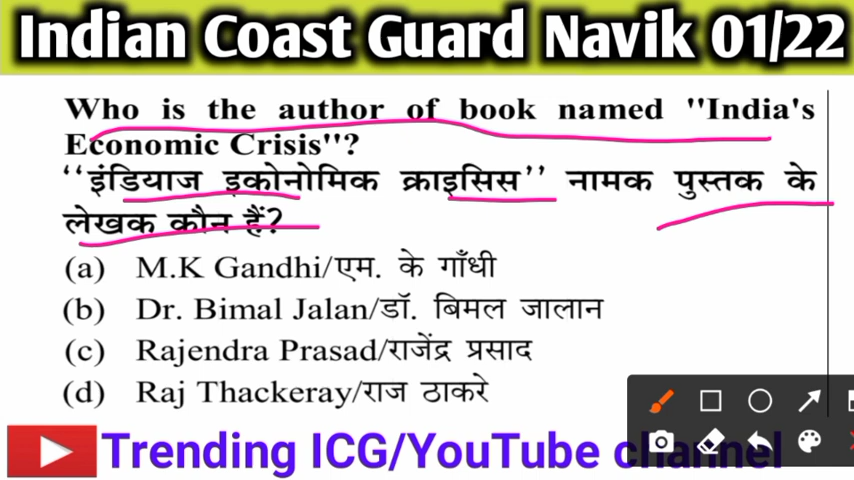 Indian Coast Guard Navik 01/22
Who is the author of book named "India's
Economic Crisis"?
‘‘इंडियाज इकोनोमिक क्राइसिस’’ नामक पुस्तक के
लेखक कौन हैं?
(a) M.K Gandhi/एम. के गाँधी
(b) Dr. Bimal Jalan/डॉ. बिमल जालान
(c) Rajendra Prasad/राजेंद्र प्रसाद
(d) Raj Thackeray/राज ठाकरे
Trending ICG/YouTube channel